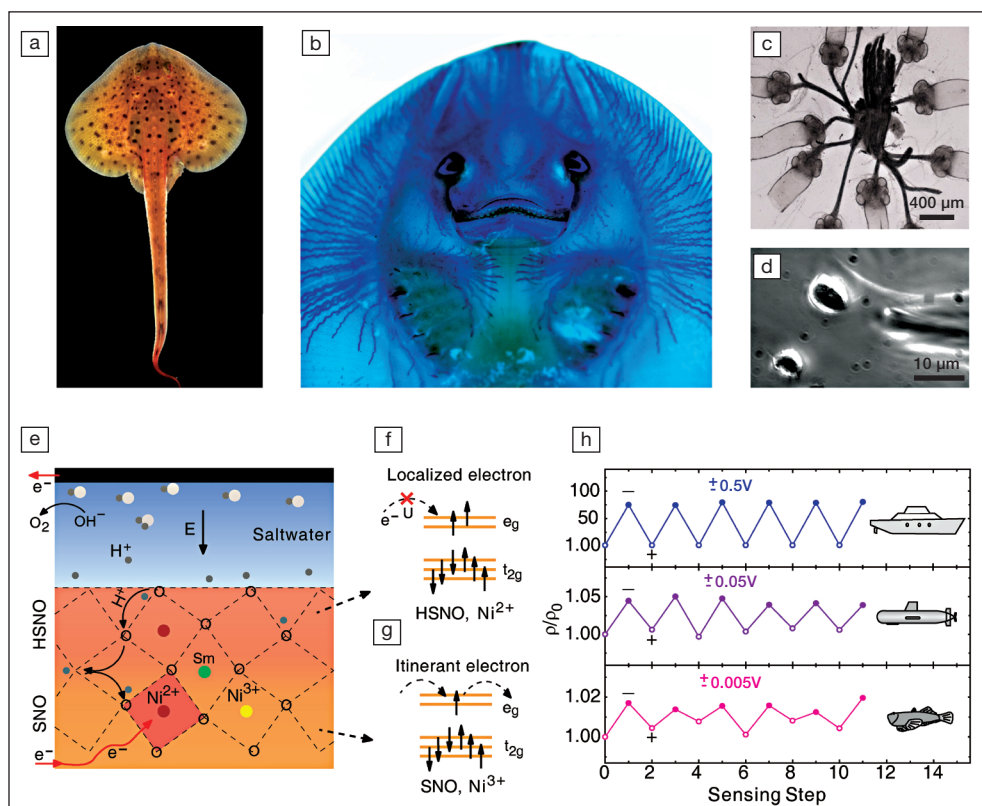 a
b
c
400 µm
d
10 µm
e
e⁻
O₂
OH⁻
E
Saltwater
H⁺
H⁺
HSNO
SNO
O
O
O
O
O
O
O
O
O
O
O
Sm
Ni²⁺
Ni³⁺
e⁻
e⁻
f
Localized electron
e⁻ U
e_g
t_2g
HSNO, Ni²⁺
g
Itinerant electron
e_g
t_2g
SNO, Ni³⁺
h
ρ/ρ₀
100
50
1.00
−
+
±0.5V
1.05
1.00
−
+
±0.05V
1.02
1.00
−
+
±0.005V
0 2 4 6 8 10 12 14
Sensing Step